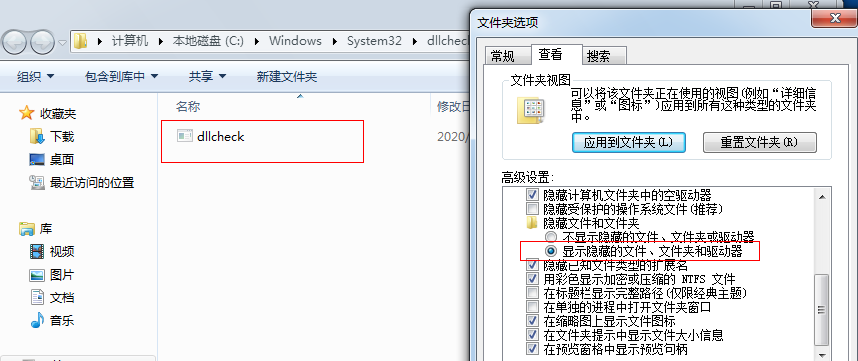 计算机 ▸ 本地磁盘 (C:) ▸ Windows ▸ System32 ▸ dllchec
组织 包含到库中 共享 新建文件夹
收藏夹
下载
桌面
最近访问的位置
库
视频
图片
文档
音乐
名称 修改日
dllcheck 2020/
文件夹选项
常规 查看 搜索
文件夹视图
可以将该文件夹正在使用的视图(例如“详细信
息”或“图标”)应用到所有这种类型的文件夹
中。
应用到文件夹(L) 重置文件夹(R)
高级设置:
隐藏计算机文件夹中的空驱动器
隐藏受保护的操作系统文件(推荐)
隐藏文件和文件夹
不显示隐藏的文件、文件夹或驱动器
显示隐藏的文件、文件夹和驱动器
隐藏已知文件类型的扩展名
用彩色显示加密或压缩的 NTFS 文件
在标题栏显示完整路径(仅限经典主题)
在单独的进程中打开文件夹窗口
在缩略图上显示文件图标
在文件夹提示中显示文件大小信息
在预览窗格中显示预览句柄